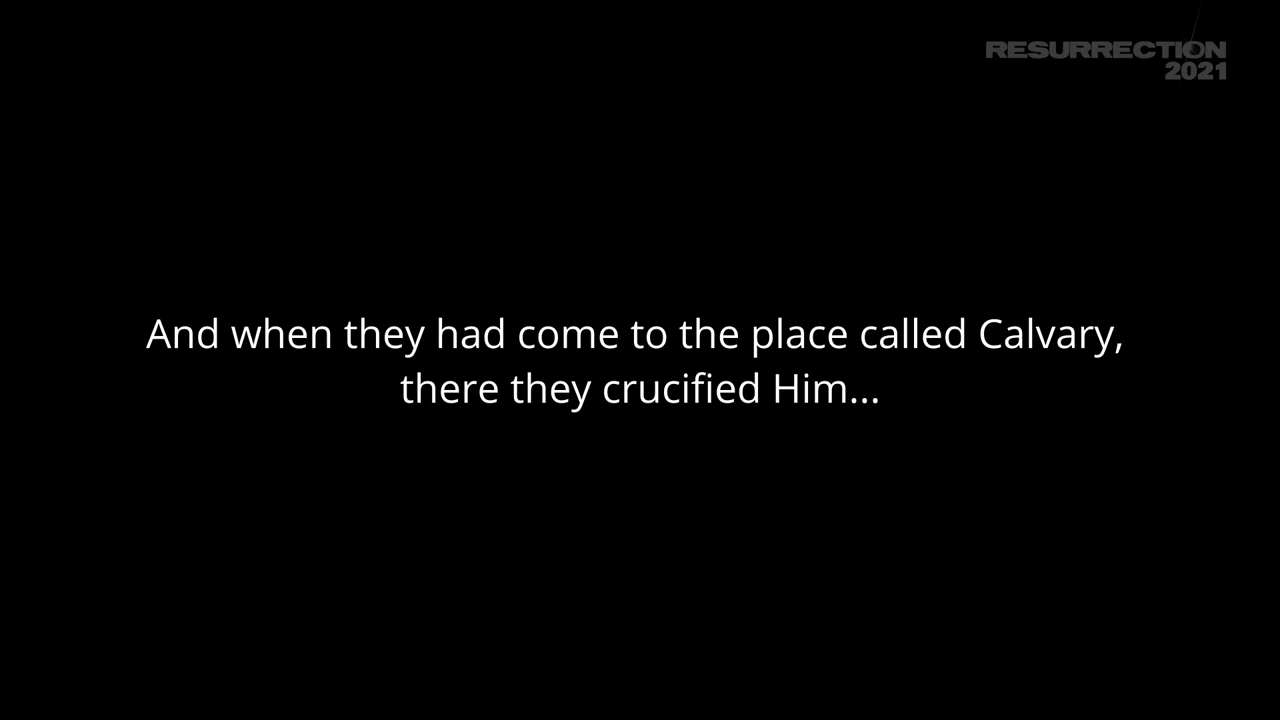 RESURRECTION
2021
And when they had come to the place called Calvary,
there they crucified Him...